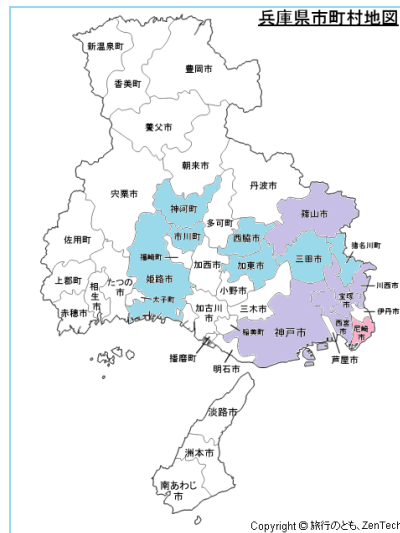 兵庫県市町村地図
新温泉町
豊岡市
香美町
養父市
朝来市
丹波市
宍粟市
神河町
多可町
篠山市
市川町
西脇市
猪名川町
佐用町
福崎町
加西市
加東市
三田市
姫路市
上郡町
たつの
市
相
生
市
小野市
川西市
宝塚
市
太子町
加古川
市
三木市
伊丹市
赤穂市
稲美町
神戸市
西宮
市
尼崎
市
播磨町
明石市
芦屋市
淡路市
洲本市
南あわじ
市
Copyright © 旅行のとも、ZenTech